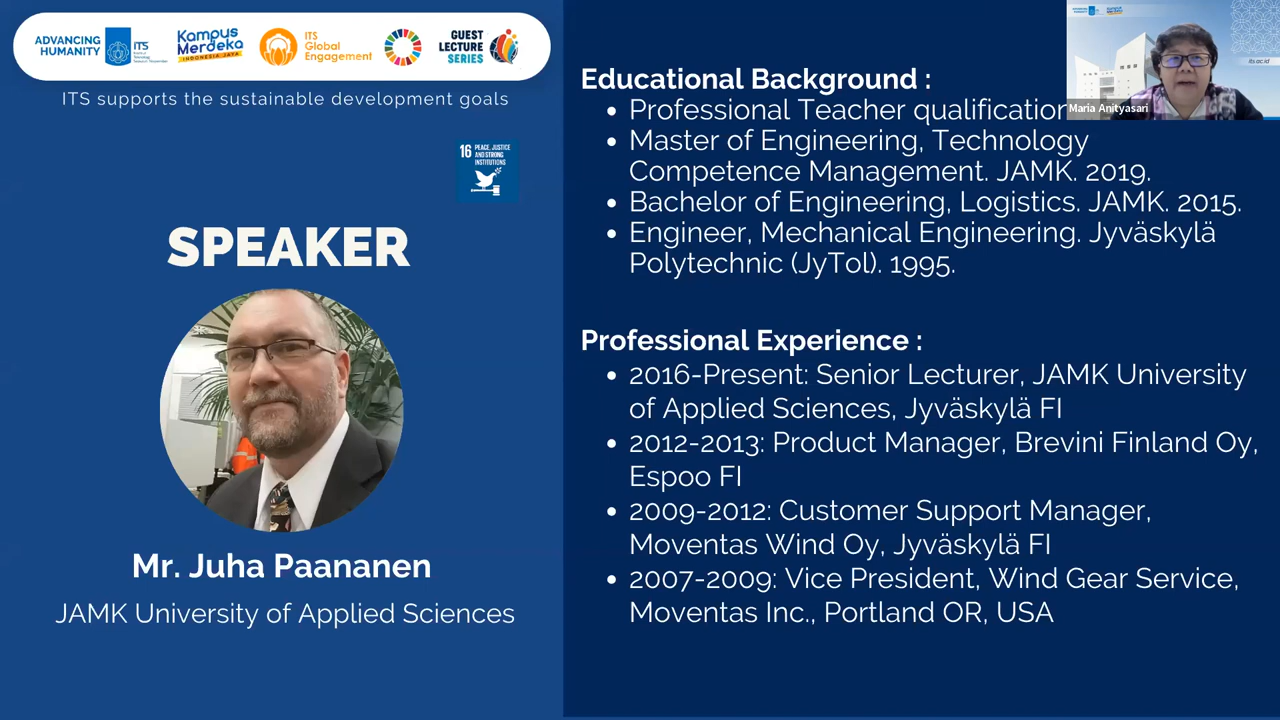 ADVANCING
HUMANITY
ITS
Kampus
Merdeka
INDONESIA JAYA
ITS
Global
Engagement
GUEST
LECTURE
SERIES
ITS supports the sustainable development goals
16 PEACE, JUSTICE
AND STRONG
INSTITUTIONS
SPEAKER
Mr. Juha Paananen
JAMK University of Applied Sciences
Educational Background :
• Professional Teacher qualification
• Master of Engineering, Technology
Competence Management. JAMK. 2019.
• Bachelor of Engineering, Logistics. JAMK. 2015.
• Engineer, Mechanical Engineering. Jyväskylä
Polytechnic (JyTol). 1995.
Professional Experience :
• 2016-Present: Senior Lecturer, JAMK University
of Applied Sciences, Jyväskylä FI
• 2012-2013: Product Manager, Brevini Finland Oy,
Espoo FI
• 2009-2012: Customer Support Manager,
Moventas Wind Oy, Jyväskylä FI
• 2007-2009: Vice President, Wind Gear Service,
Moventas Inc., Portland OR, USA
its.ac.id
Maria Anityasari